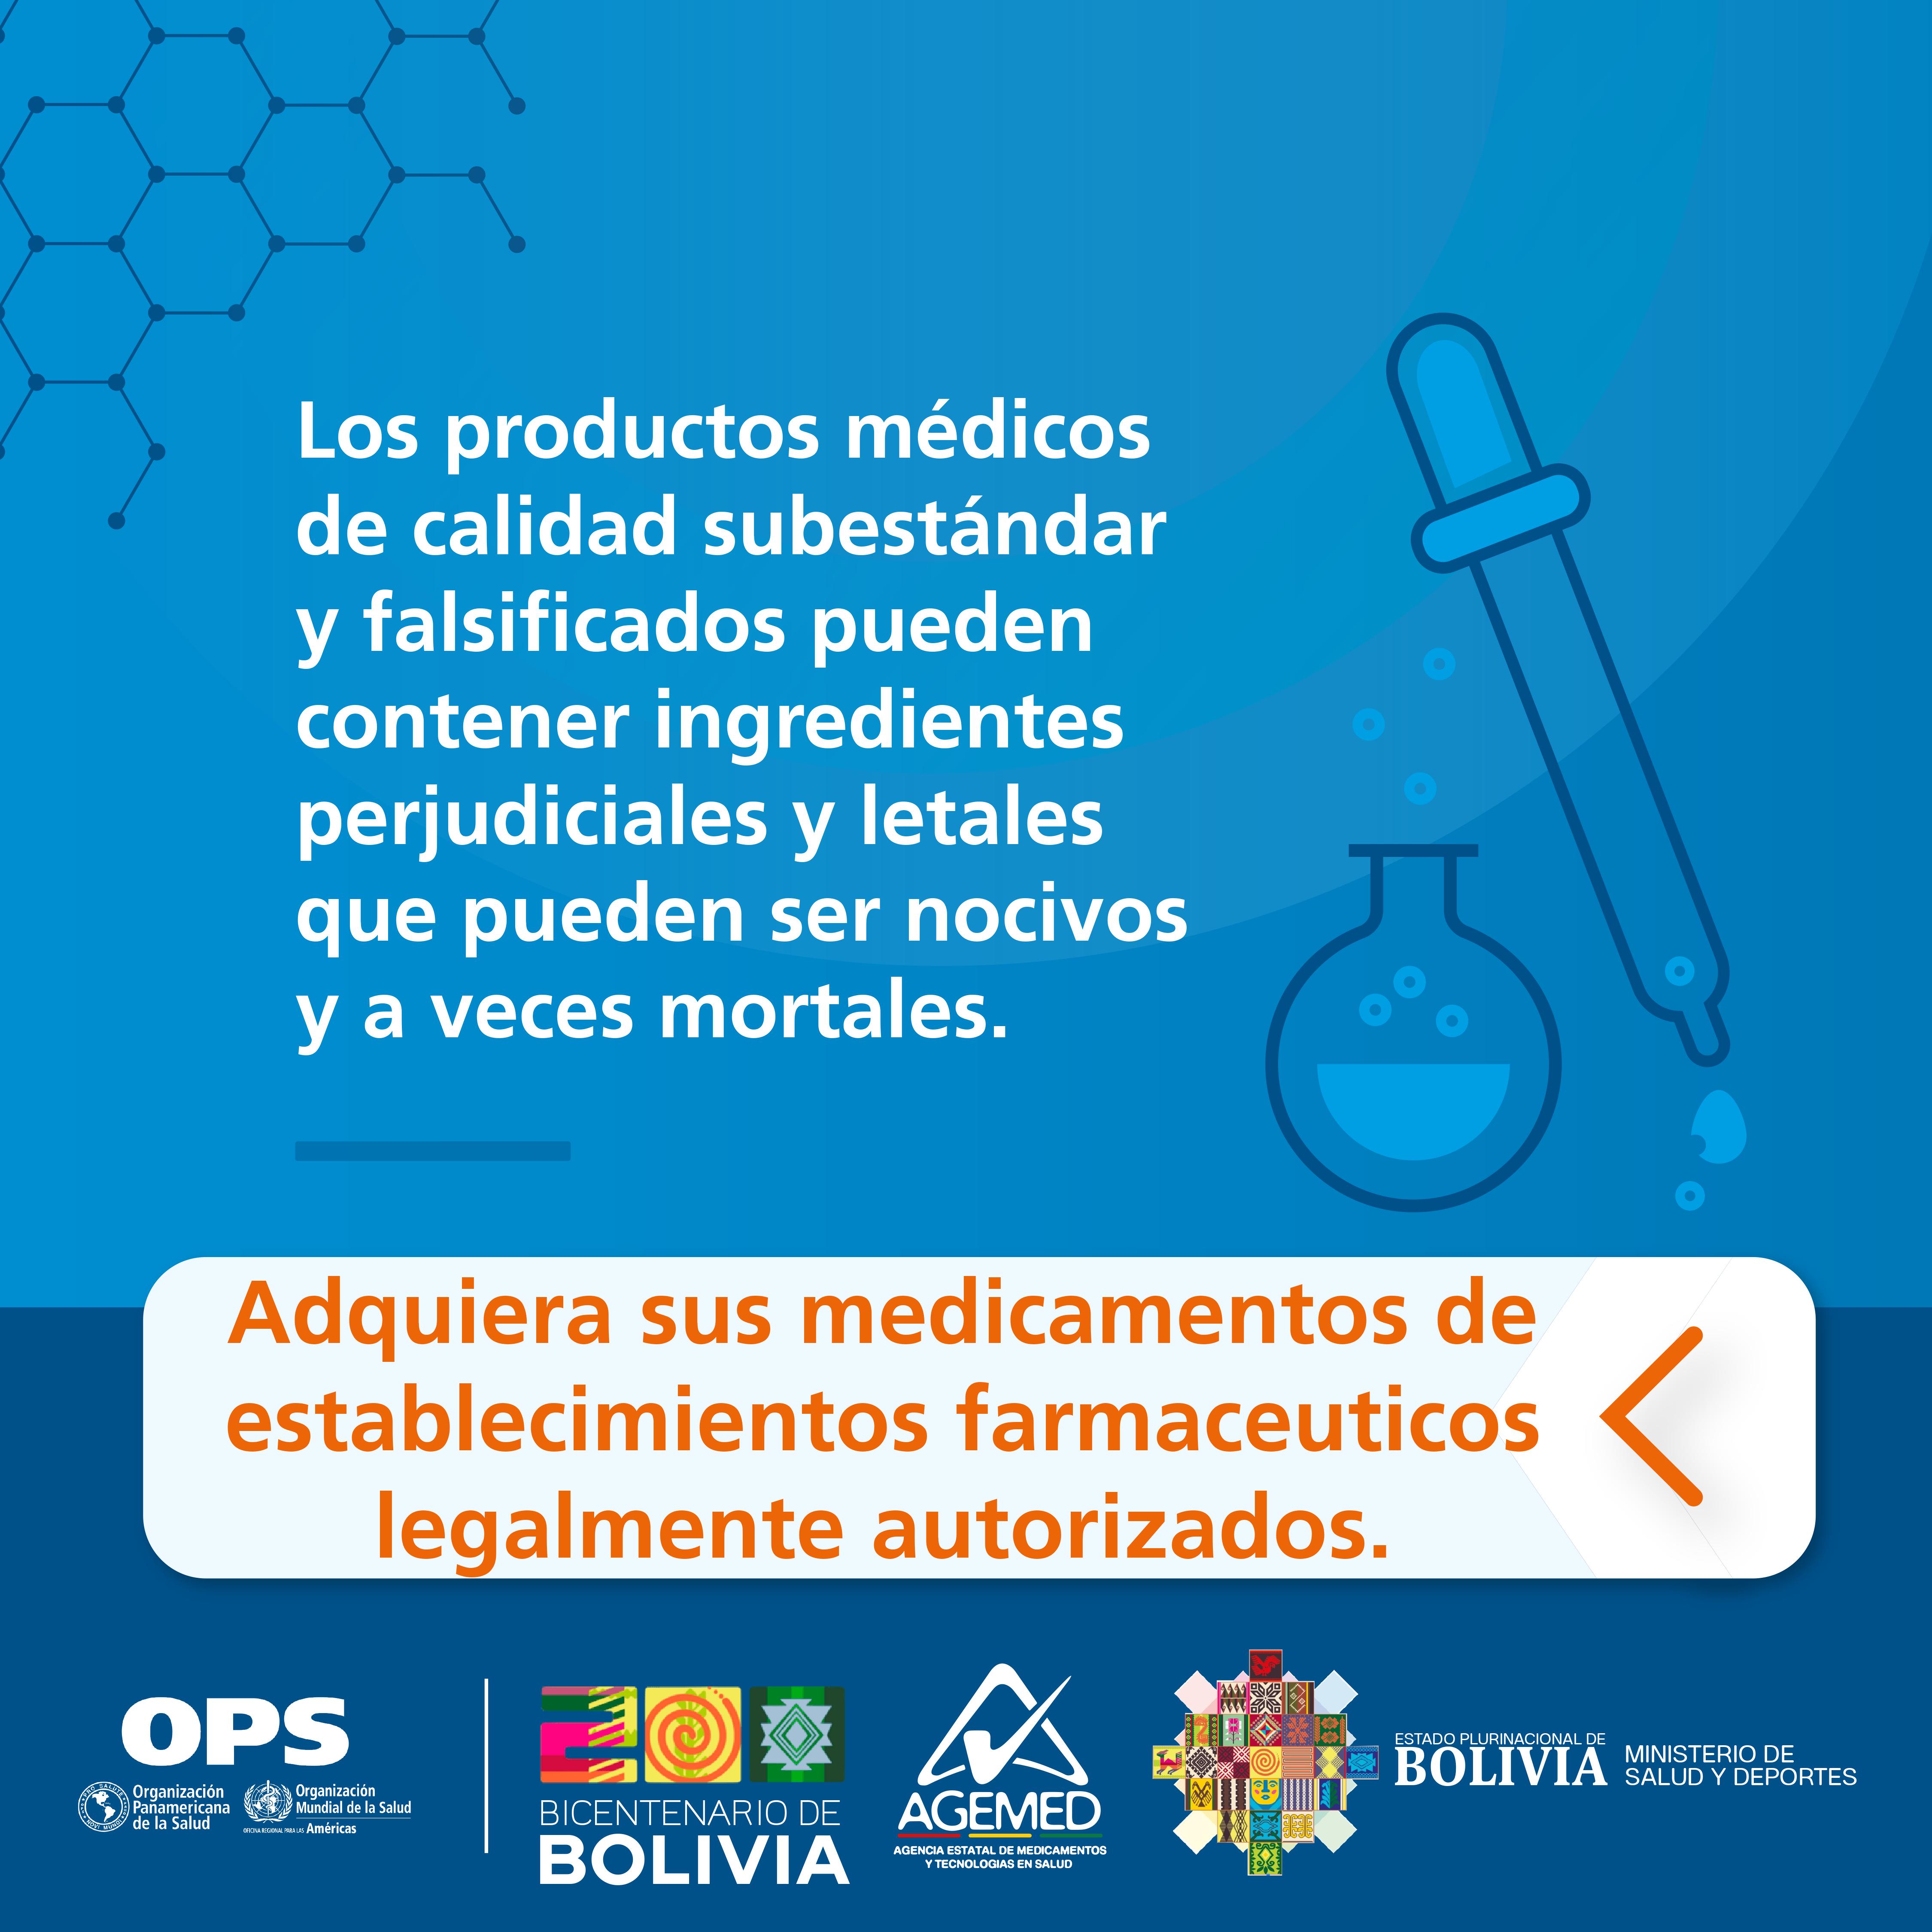 Los productos médicos
de calidad subestándar
y falsificados pueden
contener ingredientes
perjudiciales y letales
que pueden ser nocivos
y a veces mortales.
Adquiera sus medicamentos de
establecimientos farmaceuticos
legalmente autorizados.
OPS
Organización
Panamericana
de la Salud
Organización
Mundial de la Salud
OFICINA REGIONAL PARA LAS Américas
200
BICENTENARIO DE
BOLIVIA
AGEMED
AGENCIA ESTATAL DE MEDICAMENTOS
Y TECNOLOGIAS EN SALUD
ESTADO PLURINACIONAL DE
BOLIVIA
MINISTERIO DE
SALUD Y DEPORTES